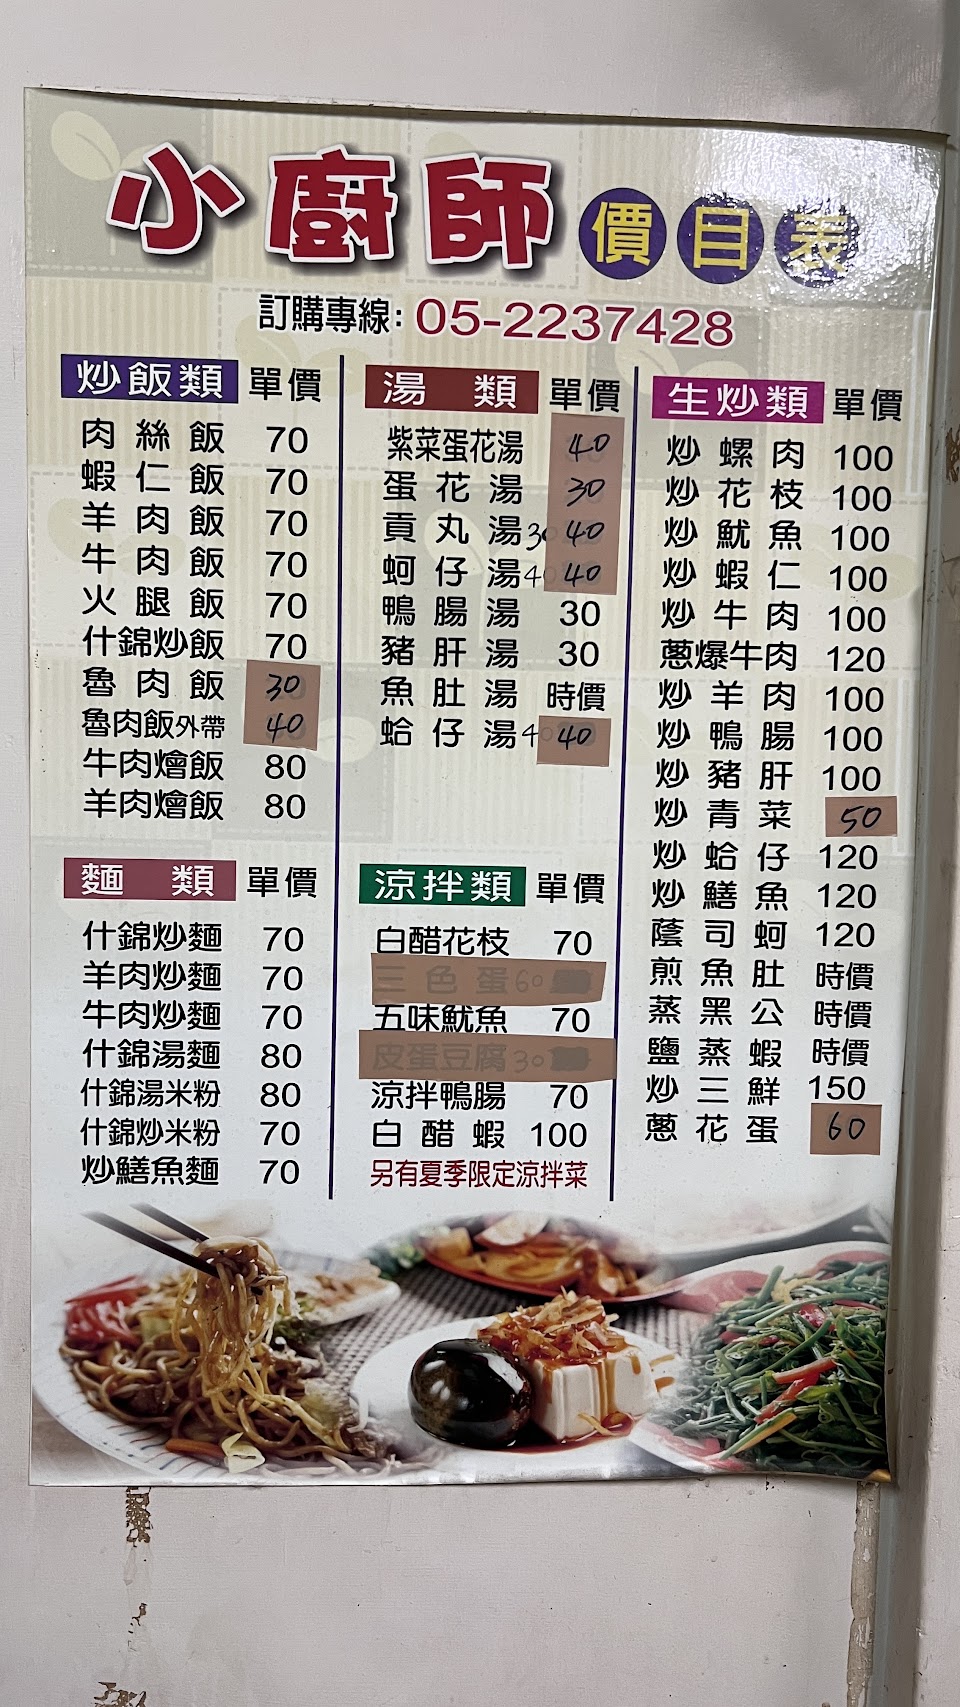 小廚師 價目表
訂購專線：05-2237428
炒飯類 單價
肉絲飯 70
蝦仁飯 70
羊肉飯 70
牛肉飯 70
火腿飯 70
什錦炒飯 70
魯肉飯 30
魯肉飯外帶 40
牛肉燴飯 80
羊肉燴飯 80
麵類 單價
什錦炒麵 70
羊肉炒麵 70
牛肉炒麵 70
什錦湯麵 80
什錦湯米粉 80
什錦炒米粉 70
炒鱔魚麵 70
湯類 單價
紫菜蛋花湯 40
蛋花湯 30
貢丸湯 30 40
蚵仔湯 40 40
鴨腸湯 30
豬肝湯 30
魚肚湯 時價
蛤仔湯 40
涼拌類 單價
白醋花枝 70
三色蛋 60
五味魷魚 70
皮蛋豆腐 30
涼拌鴨腸 70
白醋蝦 100
另有夏季限定涼拌菜
生炒類 單價
炒螺肉 100
炒花枝 100
炒魷魚 100
炒蝦仁 100
炒牛肉 100
蔥爆牛肉 120
炒羊肉 100
炒鴨腸 100
炒豬肝 100
炒青菜 50
炒蛤仔 120
炒鱔魚 120
蔭司蚵 120
煎魚肚 時價
蒸黑公 時價
鹽蒸蝦 時價
炒三鮮 150
蔥花蛋 60